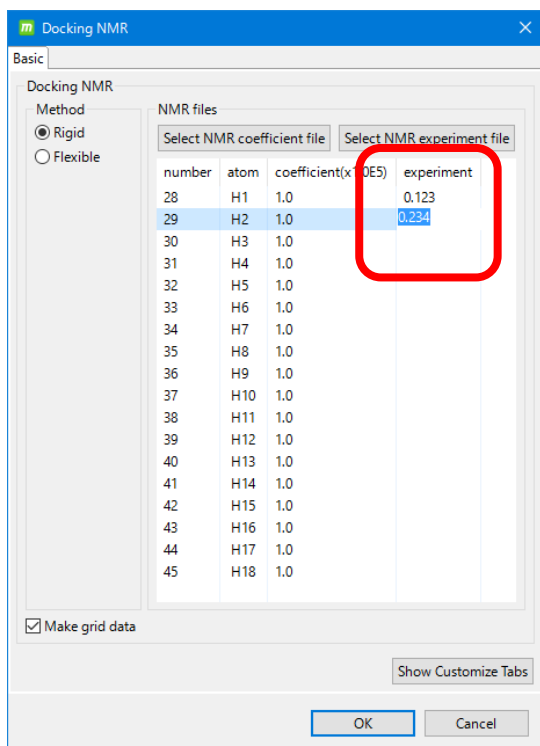 m Docking NMR
Basic
Docking NMR
Method
Rigid
Flexible
NMR files
Select NMR coefficient file Select NMR experiment file
number atom coefficient(x1.0E5) experiment
28 H1 1.0 0.123
29 H2 1.0 0.234
30 H3 1.0
31 H4 1.0
32 H5 1.0
33 H6 1.0
34 H7 1.0
35 H8 1.0
36 H9 1.0
37 H10 1.0
38 H11 1.0
39 H12 1.0
40 H13 1.0
41 H14 1.0
42 H15 1.0
43 H16 1.0
44 H17 1.0
45 H18 1.0
Make grid data
Show Customize Tabs
OK Cancel